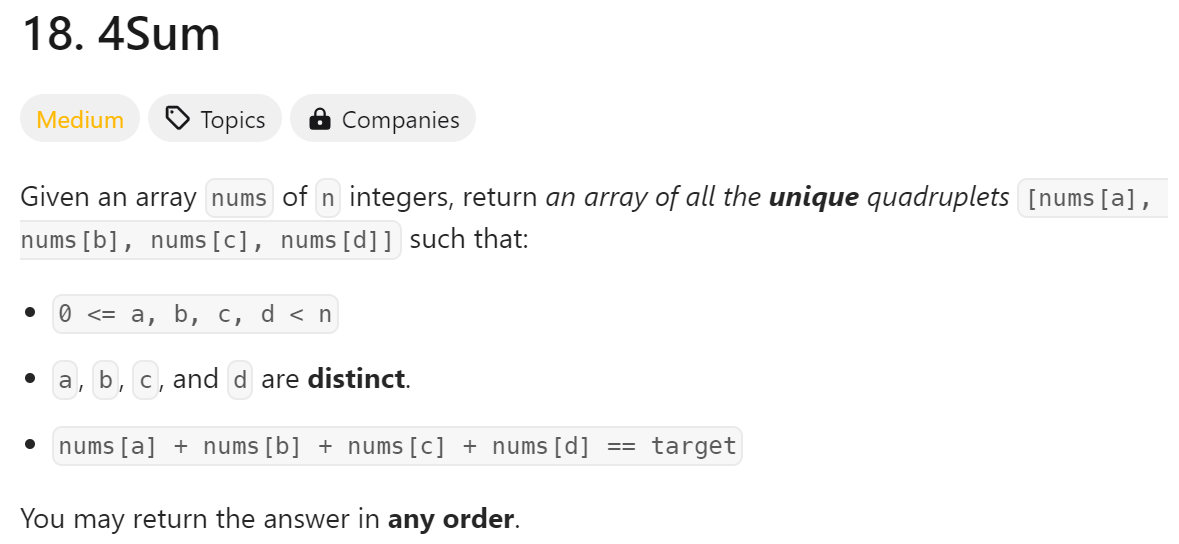 18. 4Sum
Medium Topics Companies
Given an array nums of n integers, return an array of all the unique quadruplets [nums[a],
nums[b], nums[c], nums[d]] such that:
• 0 <= a, b, c, d < n
• a, b, c, and d are distinct.
• nums[a] + nums[b] + nums[c] + nums[d] == target
You may return the answer in any order.